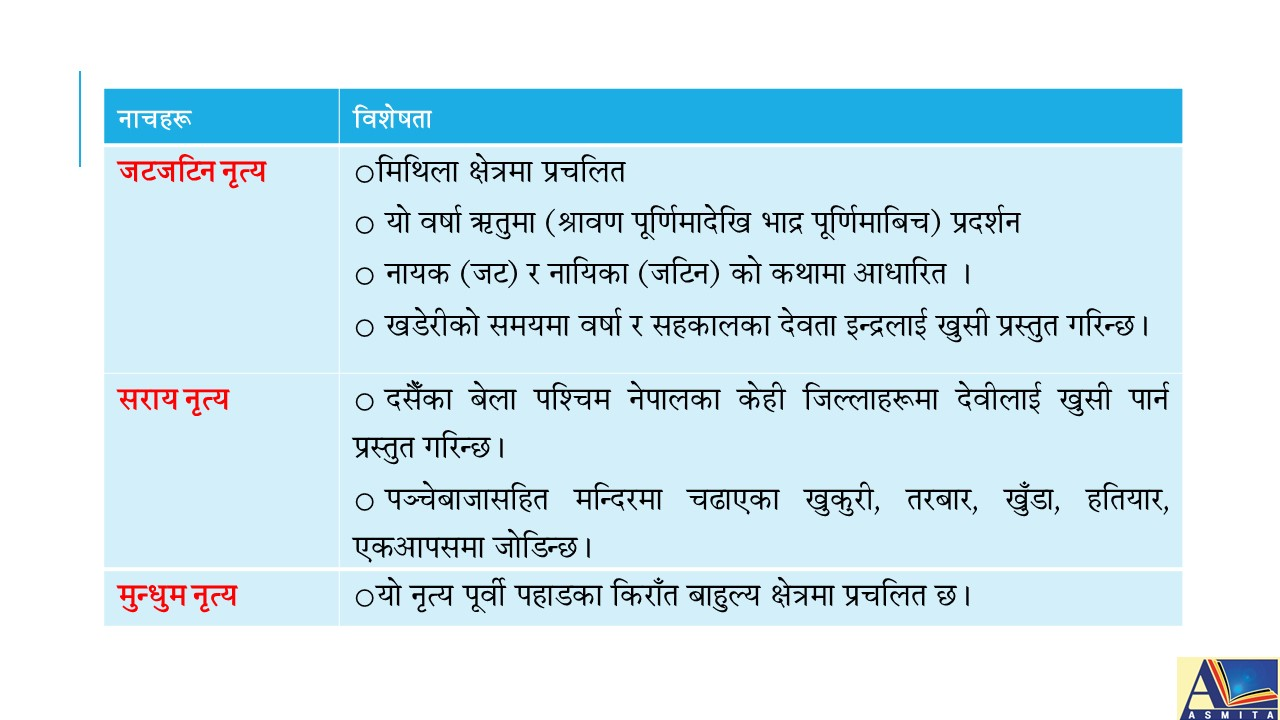 नाचहरू
विशेषता
जटजटिन नृत्य
○मिथिला क्षेत्रमा प्रचलित
○ यो वर्षा ऋतुमा (श्रावण पूर्णिमादेखि भाद्र पूर्णिमाबिच) प्रदर्शन
○ नायक (जट) र नायिका (जटिन) को कथामा आधारित ।
○ खडेरीको समयमा वर्षा र सहकालका देवता इन्द्रलाई खुसी प्रस्तुत गरिन्छ।
सराय नृत्य
○ दसैँका बेला पश्चिम नेपालका केही जिल्लाहरूमा देवीलाई खुसी पार्न
प्रस्तुत गरिन्छ।
○ पञ्चेबाजासहित मन्दिरमा चढाएका खुकुरी, तरबार, खुँडा, हतियार,
एकआपसमा जोडिन्छ।
मुन्धुम नृत्य
○यो नृत्य पूर्वी पहाडका किराँत बाहुल्य क्षेत्रमा प्रचलित छ।
ASMITA